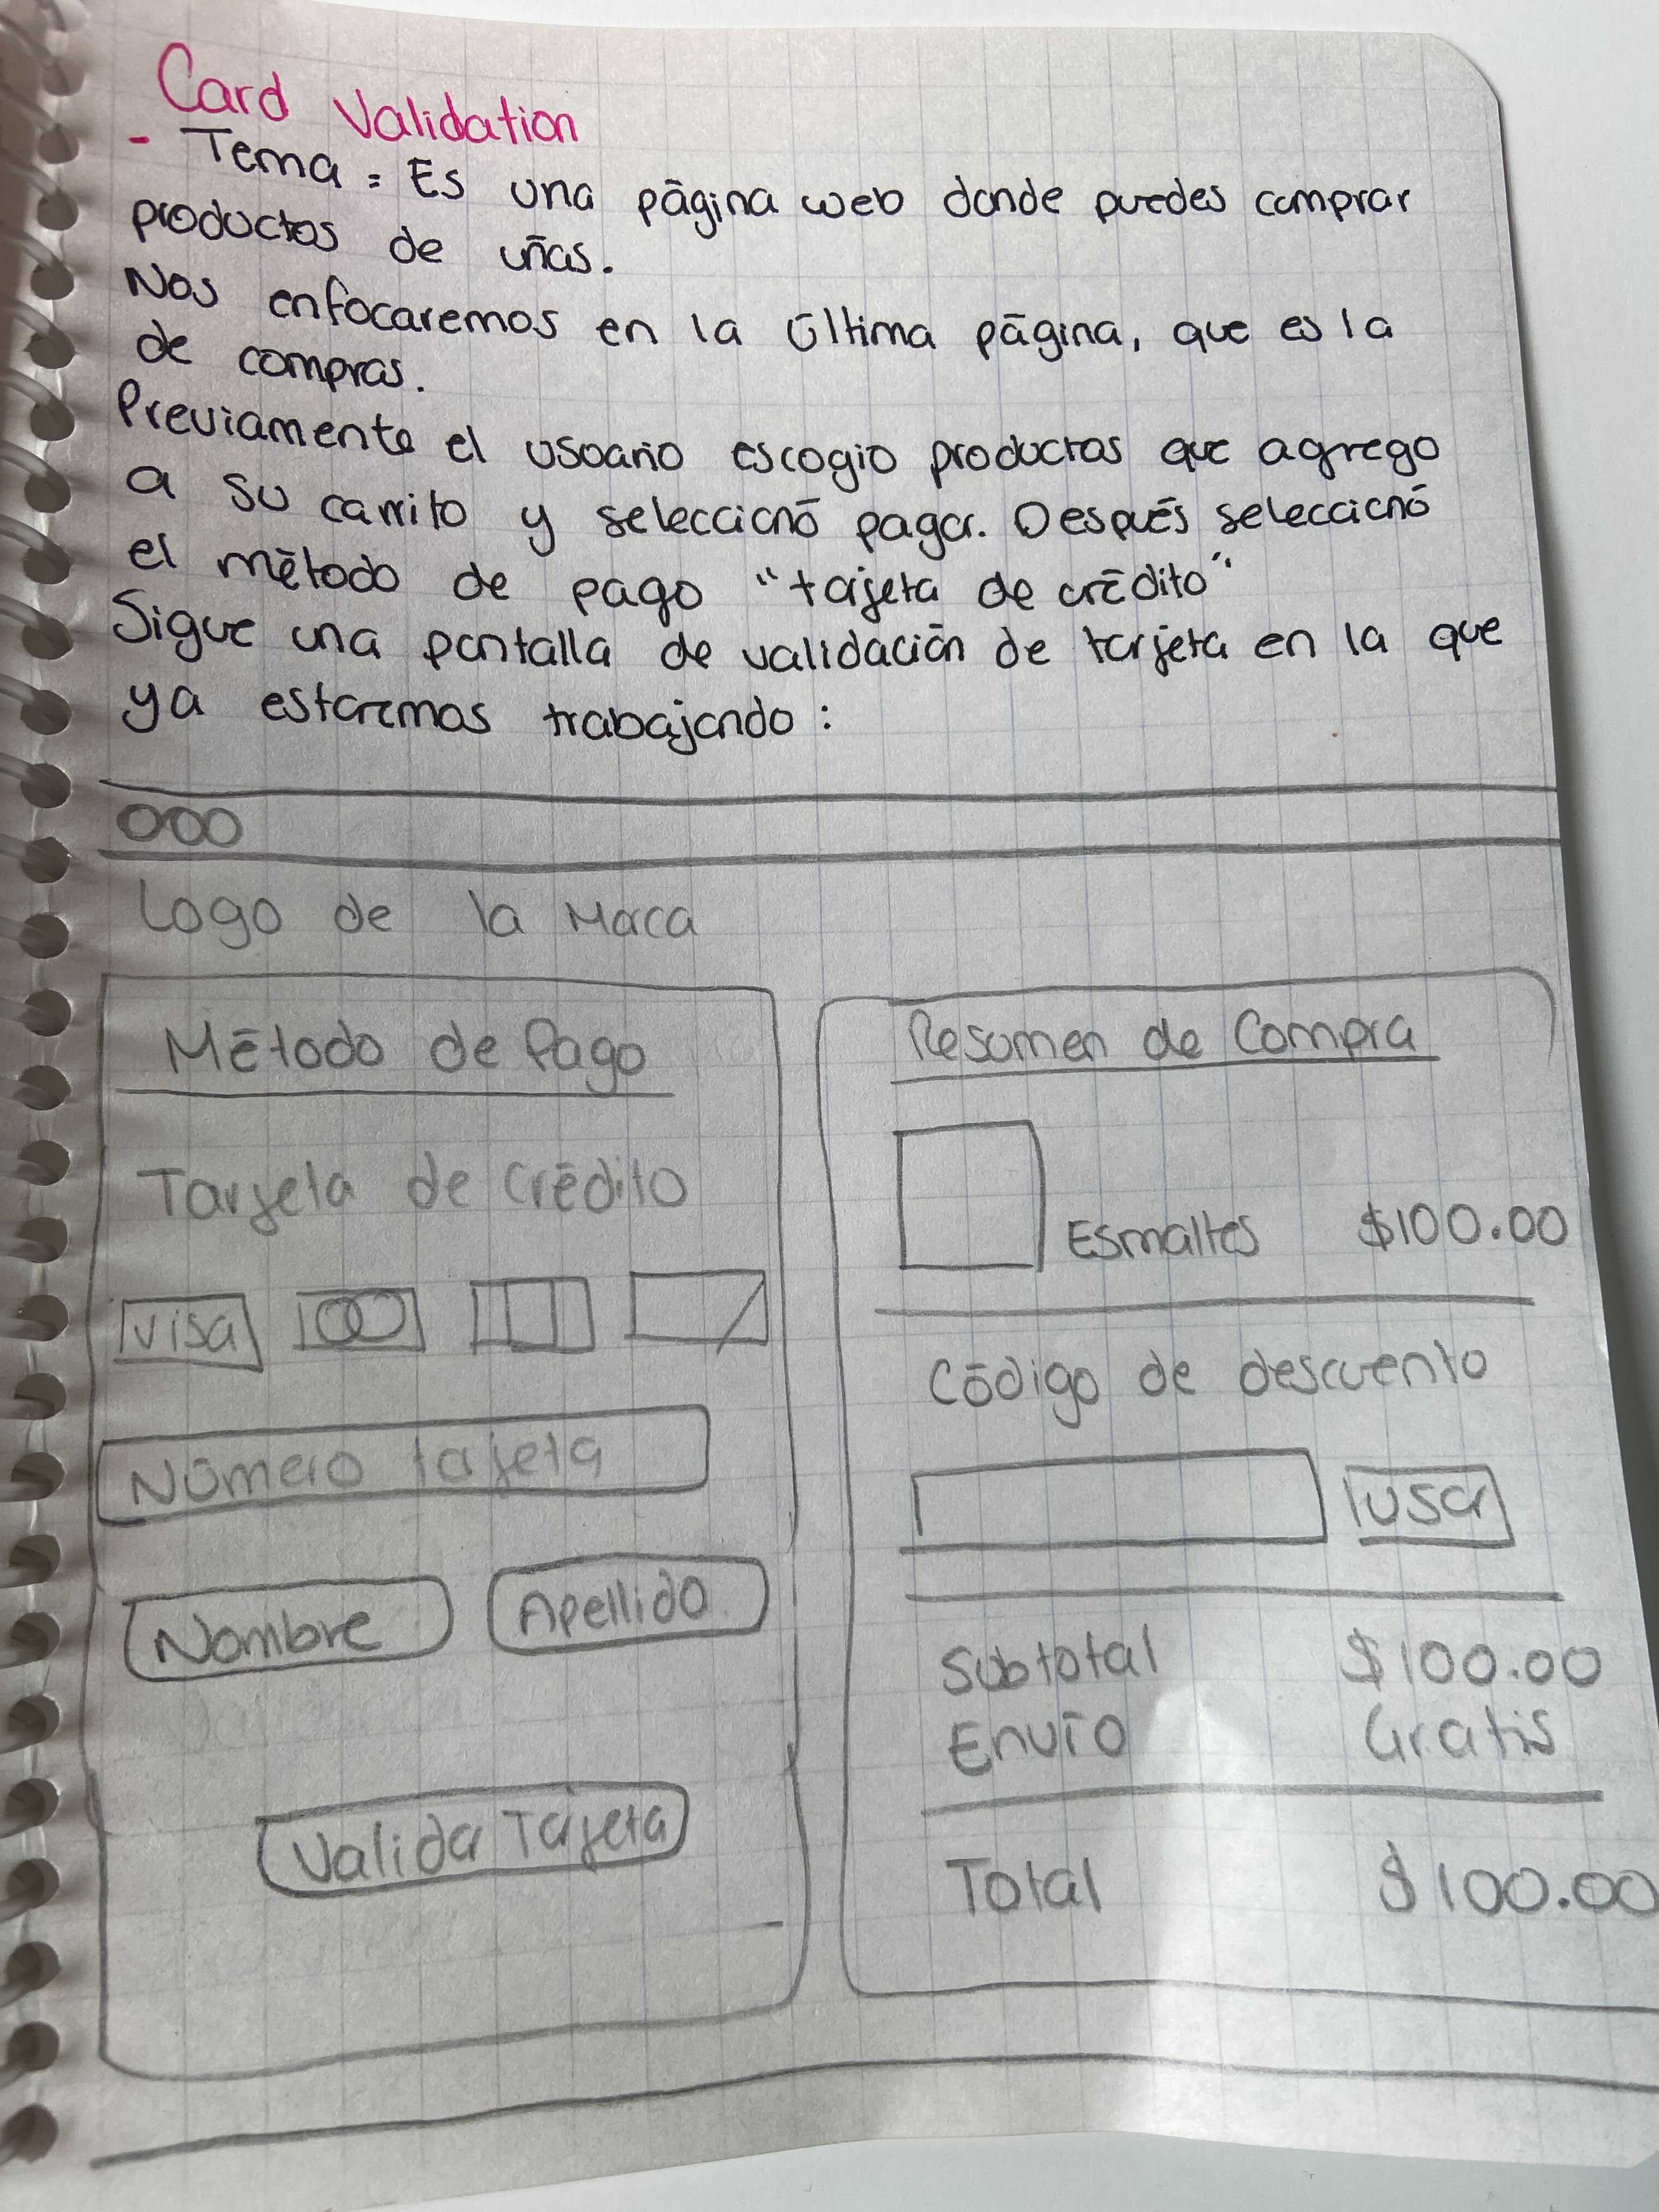 Card Validation
- Tema = Es una página web donde puedes comprar
productos de uñas.
Nos enfocaremos en la última página, que es la
de compras.
Previamente el usuario escogio productos que agrego
a su carrito y seleccionó pagar. Después seleccionó
el método de pago "tarjeta de crédito"
Sigue una pantalla de validación de tarjeta en la que
ya estaremos trabajando:
Logo de la Marca
Método de Pago
Tarjeta de Crédito
visa
Número tarjeta
Nombre Apellido
Validar Tarjeta
Resumen de Compra
Esmaltes $100.00
Código de descuento
usar
Subtotal $100.00
Envío Gratis
Total $100.00